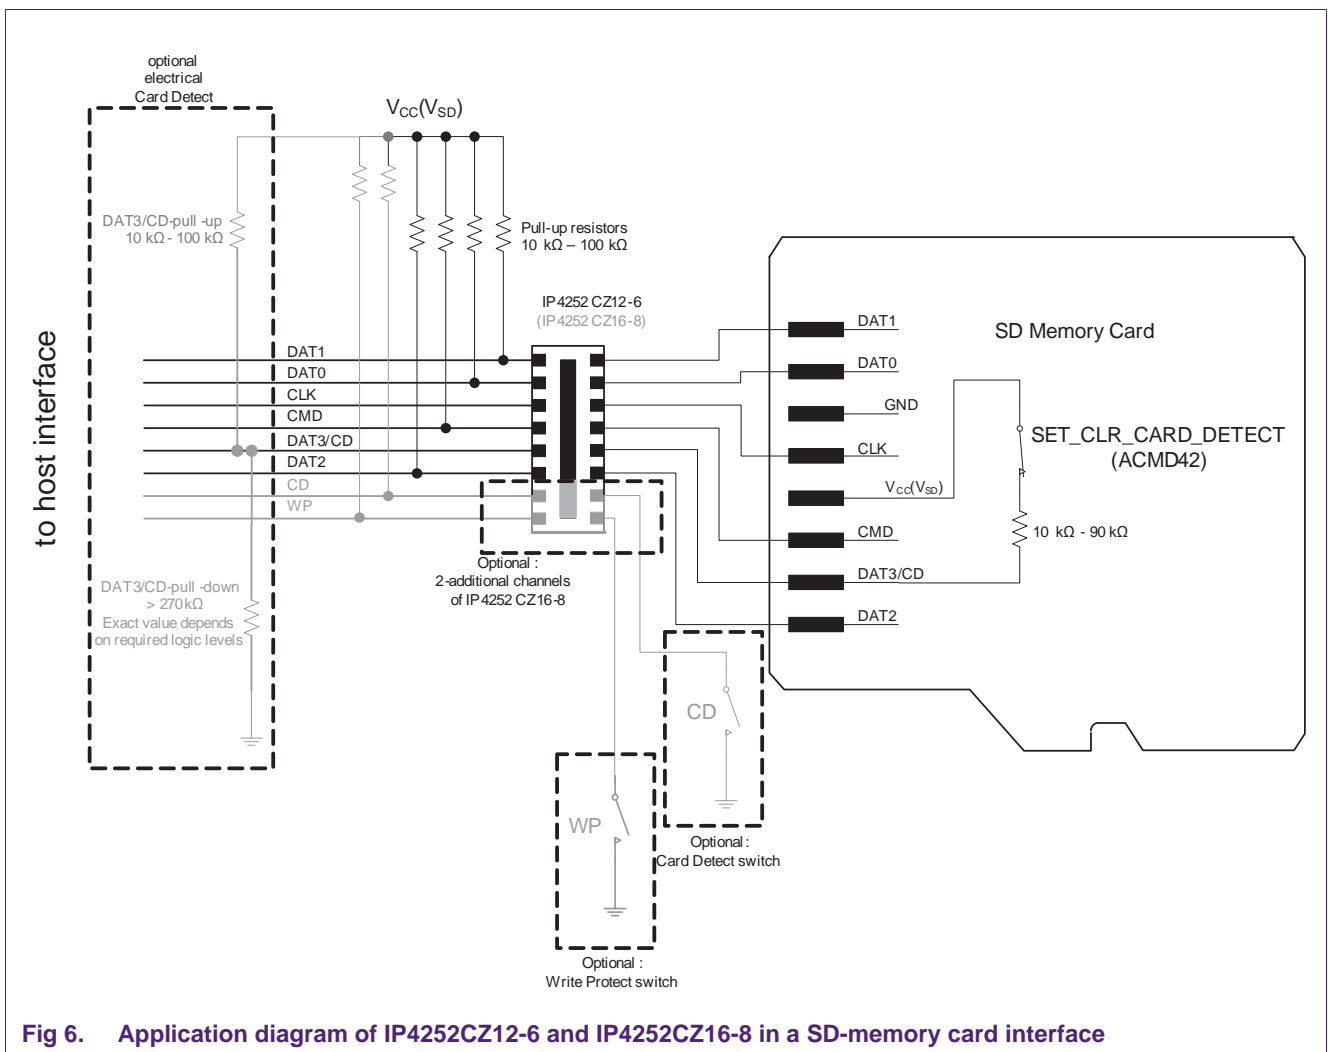 optional
electrical
Card Detect
VCC(VSD)
DAT3/CD-pull -up
10 kΩ - 100 kΩ
Pull-up resistors
10 kΩ – 100 kΩ
IP4252 CZ12-6
(IP4252 CZ16-8)
to host interface
DAT1
DAT0
CLK
CMD
DAT3/CD
DAT2
CD
WP
Optional :
2-additional channels
of IP4252 CZ16-8
DAT3/CD-pull -down
> 270kΩ
Exact value depends
on required logic levels
SD Memory Card
DAT1
DAT0
GND
CLK
VCC(VSD)
CMD
DAT3/CD
DAT2
SET_CLR_CARD_DETECT
(ACMD42)
10 kΩ - 90 kΩ
CD
Optional :
Card Detect switch
WP
Optional :
Write Protect switch
Fig 6. Application diagram of IP4252CZ12-6 and IP4252CZ16-8 in a SD-memory card interface